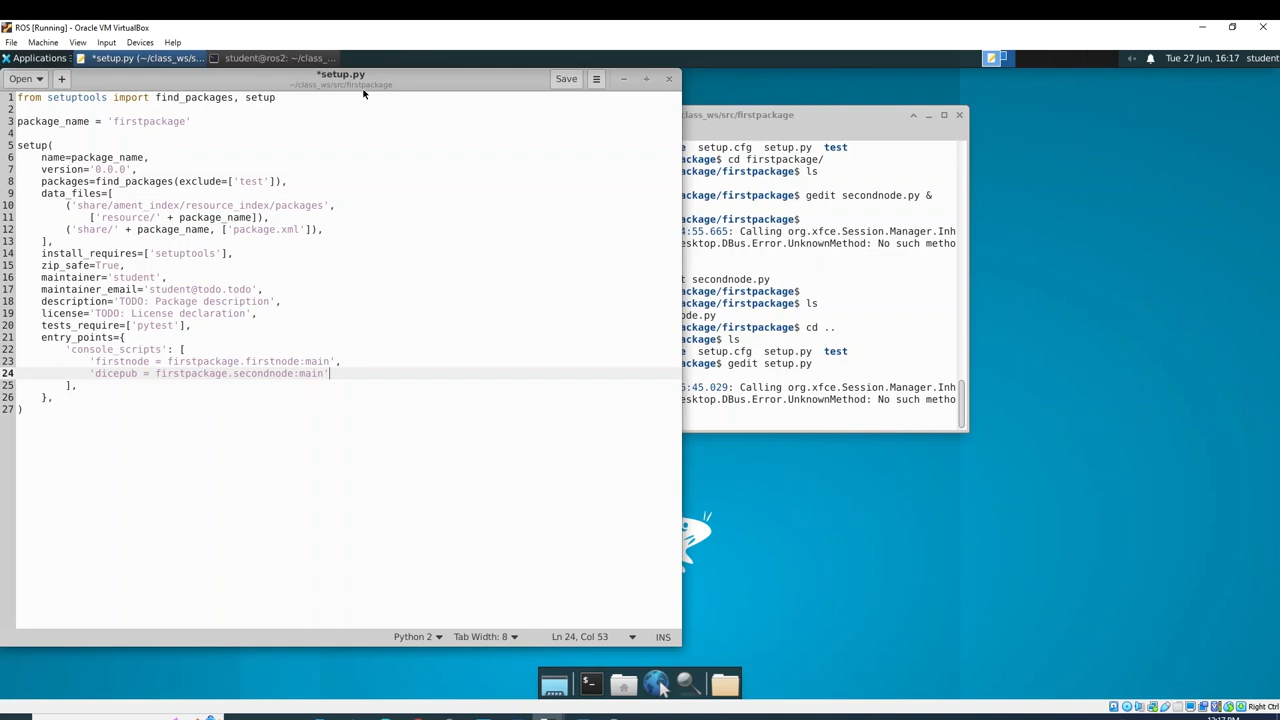 ROS [Running] - Oracle VM VirtualBox
File Machine View Input Devices Help
Applications *setup.py (~/class_ws/s... student@ros2: ~/class_... Tue 27 Jun, 16:17 student
Open *setup.py Save
~/class_ws/src/firstpackage
1 from setuptools import find_packages, setup
2
3 package_name = 'firstpackage'
4
5 setup(
6 name=package_name,
7 version='0.0.0',
8 packages=find_packages(exclude=['test']),
9 data_files=[
10 ('share/ament_index/resource_index/packages',
11 ['resource/' + package_name]),
12 ('share/' + package_name, ['package.xml']),
13 ],
14 install_requires=['setuptools'],
15 zip_safe=True,
16 maintainer='student',
17 maintainer_email='student@todo.todo',
18 description='TODO: Package description',
19 license='TODO: License declaration',
20 tests_require=['pytest'],
21 entry_points={
22 'console_scripts': [
23 'firstnode = firstpackage.firstnode:main',
24 'dicepub = firstpackage.secondnode:main'
25 ],
26 },
27 )
Python 2 Tab Width: 8 Ln 24, Col 53 INS
class_ws/src/firstpackage
e setup.cfg setup.py test
ackage$ cd firstpackage/
ackage/firstpackage$ ls
ackage/firstpackage$ gedit secondnode.py &
ackage/firstpackage$
4:55.665: Calling org.xfce.Session.Manager.Inh
esktop.DBus.Error.UnknownMethod: No such metho
t secondnode.py
ackage/firstpackage$
ackage/firstpackage$ ls
ode.py
ackage/firstpackage$ cd ..
ackage$ ls
e setup.cfg setup.py test
ackage$ gedit setup.py
6:45.029: Calling org.xfce.Session.Manager.Inh
esktop.DBus.Error.UnknownMethod: No such metho
Right Ctrl